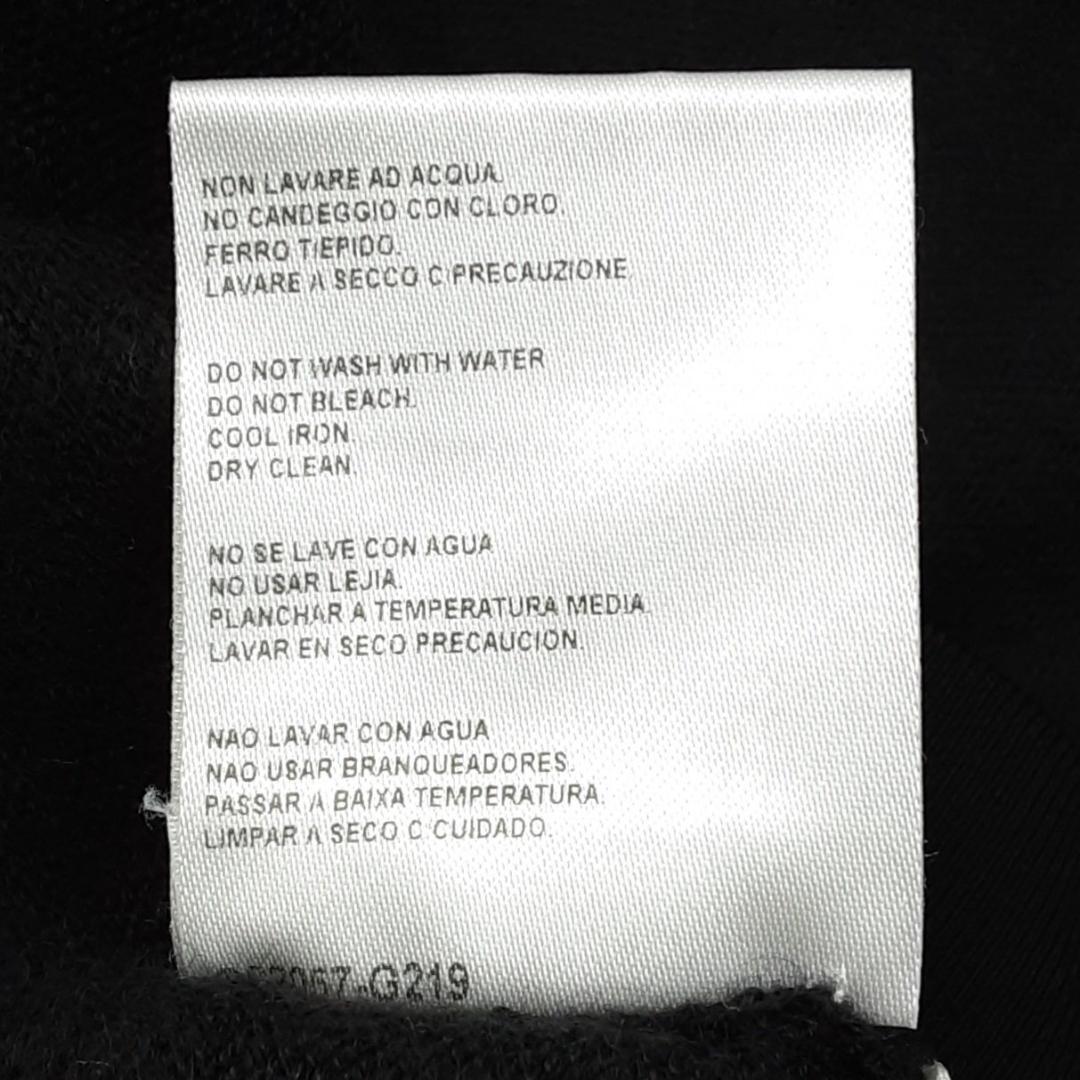 NON LAVARE AD ACQUA.
NO CANDEGGIO CON CLORO.
FERRO TIEPIDO.
LAVARE A SECCO C PRECAUZIONE.
DO NOT WASH WITH WATER
DO NOT BLEACH.
COOL IRON.
DRY CLEAN.
NO SE LAVE CON AGUA
NO USAR LEJIA.
PLANCHAR A TEMPERATURA MEDIA.
LAVAR EN SECO PRECAUCION.
NAO LAVAR CON AGUA
NAO USAR BRANQUEADORES.
PASSAR A BAIXA TEMPERATURA.
LIMPAR A SECO C CUIDADO.
067-G219